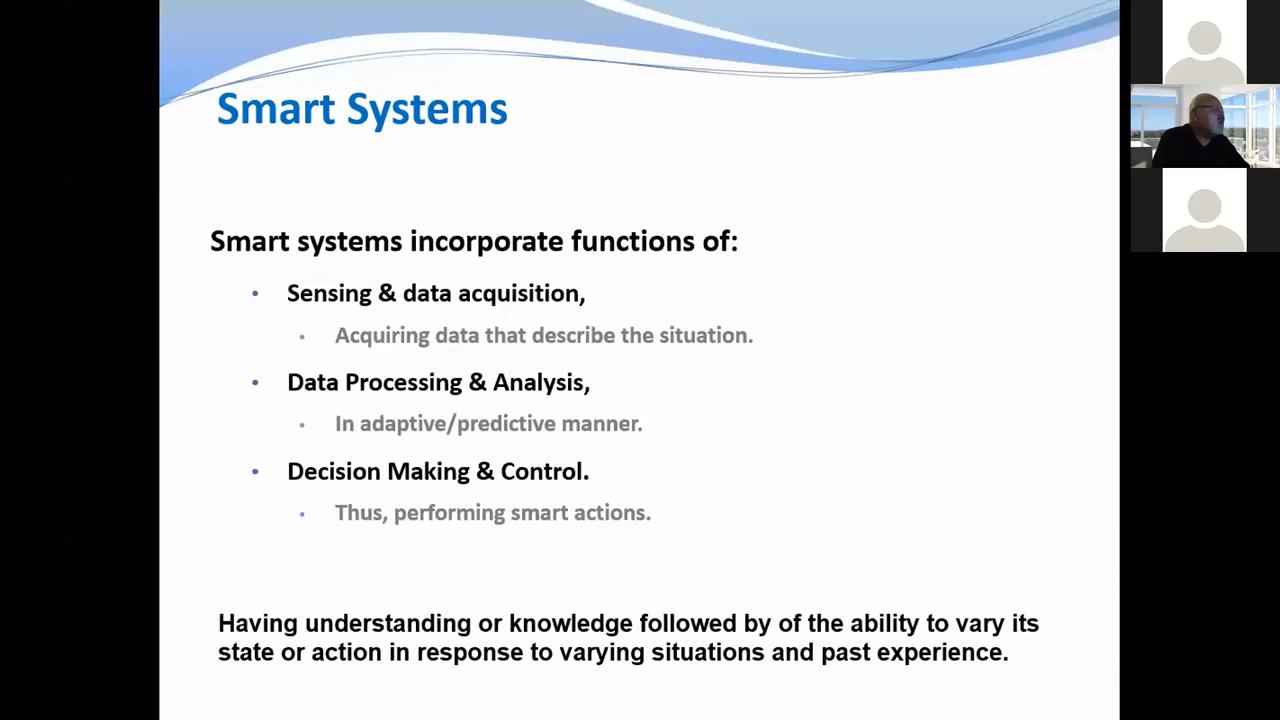 Smart Systems
Smart systems incorporate functions of:
• Sensing & data acquisition,
• Acquiring data that describe the situation.
• Data Processing & Analysis,
• In adaptive/predictive manner.
• Decision Making & Control.
• Thus, performing smart actions.
Having understanding or knowledge followed by of the ability to vary its
state or action in response to varying situations and past experience.